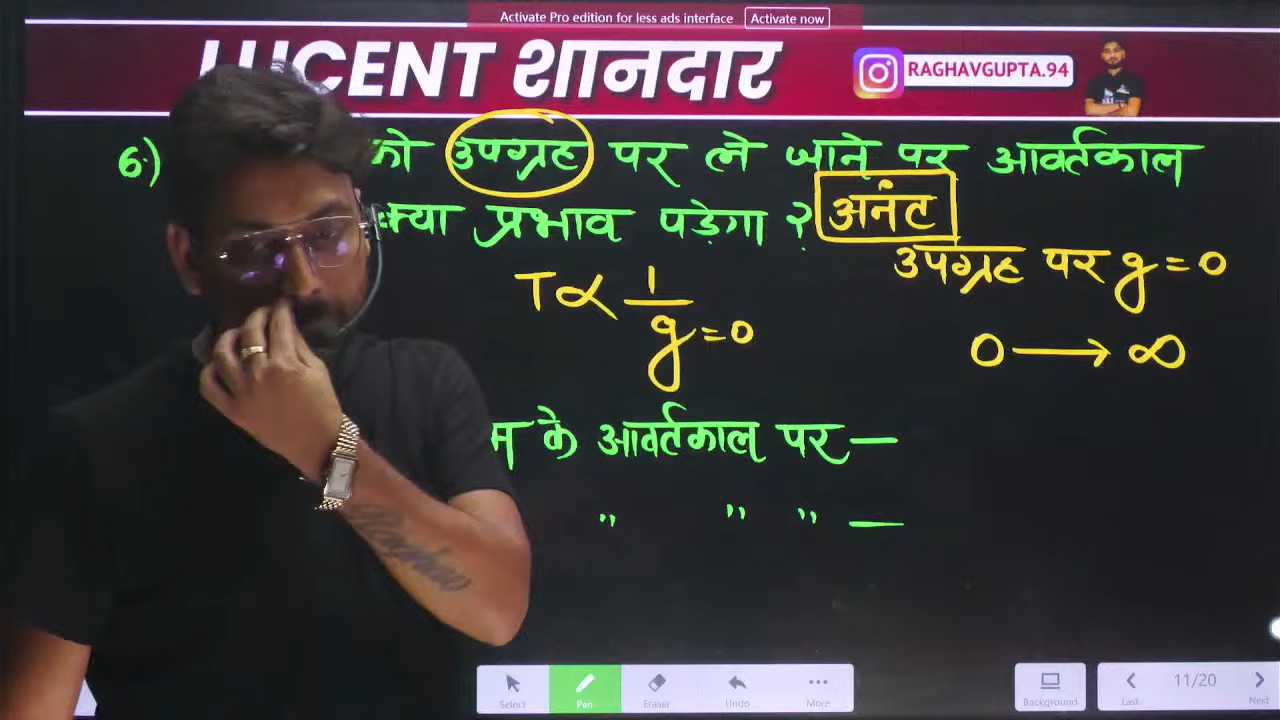 Activate Pro edition for less ads interface Activate now
LUCENT शानदार
RAGHAVGUPTA.94
6) को उपग्रह पर ले जाने पर आवर्तकाल
क्या प्रभाव पड़ेगा ? अनंत
उपग्रह पर g = 0
T ∝ 1/g = 0
0 → ∞
के आवर्तकाल पर —
" " " —
Select Pen Eraser Undo More
Background
Last 11/20 Next